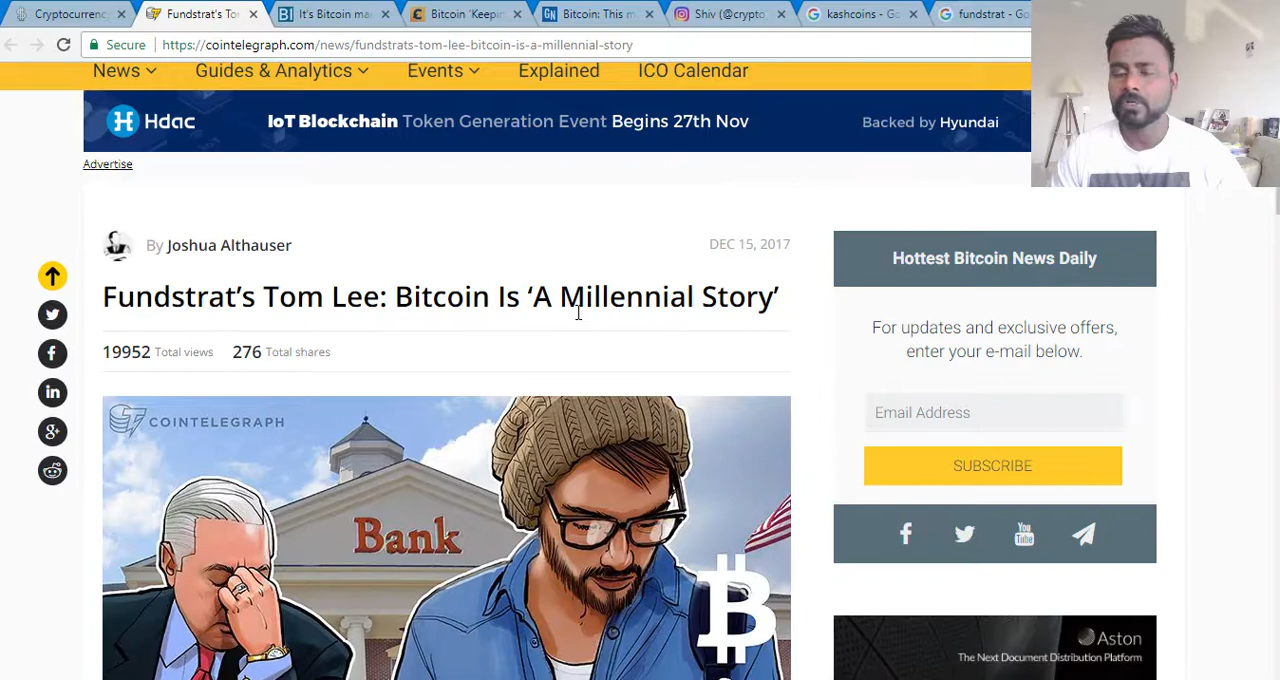 Cryptocurrency
Fundstrat's To
It's Bitcoin ma
Bitcoin 'Keepin
Bitcoin: This m
Shiv (@crypto_
kashcoins - Go
fundstrat - Go
Secure
https://cointelegraph.com/news/fundstrats-tom-lee-bitcoin-is-a-millennial-story
News
Guides & Analytics
Events
Explained
ICO Calendar
Hdac
IoT Blockchain Token Generation Event Begins 27th Nov
Backed by Hyundai
Advertise
By Joshua Althauser
DEC 15, 2017
Fundstrat's Tom Lee: Bitcoin Is 'A Millennial Story'
19952 Total views
276 Total shares
COINTELEGRAPH
Bank
Hottest Bitcoin News Daily
For updates and exclusive offers,
enter your e-mail below.
Email Address
SUBSCRIBE
You
Tube
Aston
The Next Document Distribution Platform